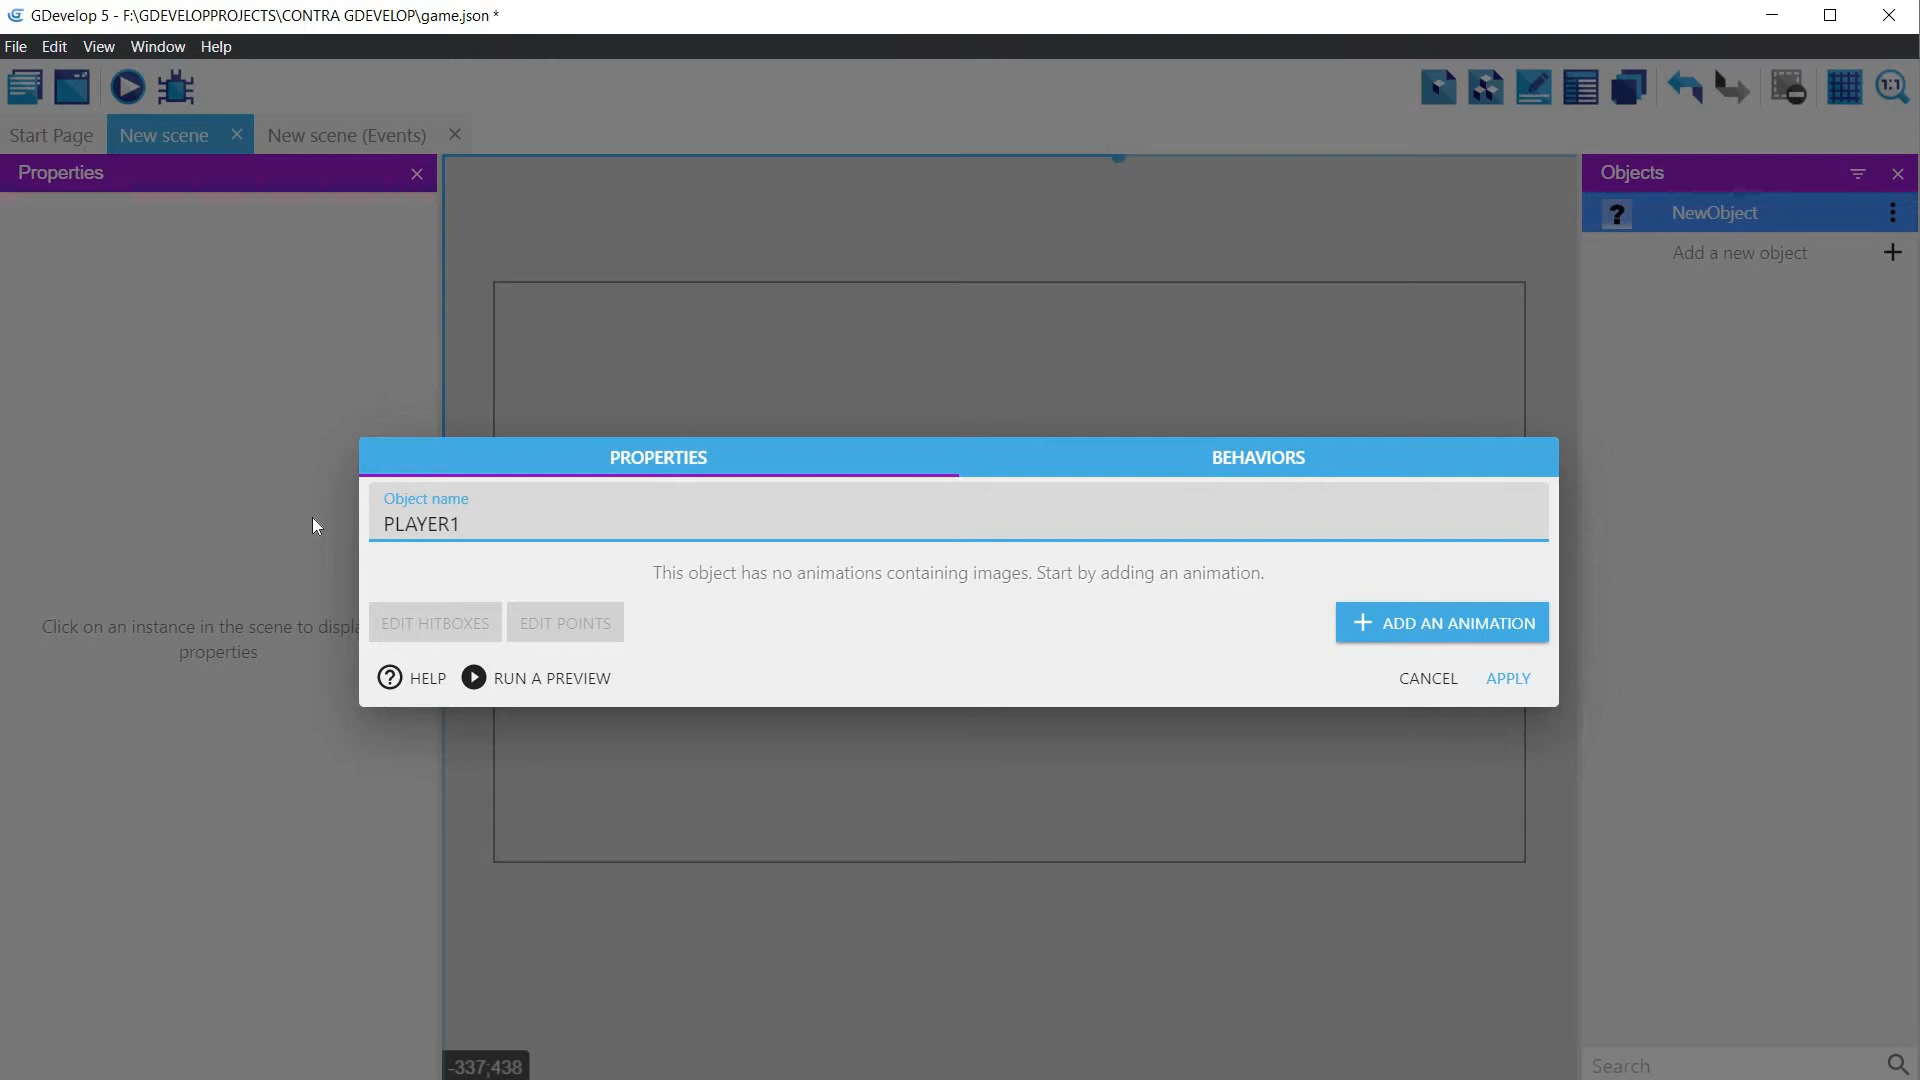 GDevelop 5 - F:\GDEVELOPPROJECTS\CONTRA GDEVELOP\game.json *
File Edit View Window Help
1:1
Start Page New scene New scene (Events)
Properties
Objects
? NewObject
Add a new object
PROPERTIES BEHAVIORS
Object name
PLAYER1
This object has no animations containing images. Start by adding an animation.
Click on an instance in the scene to displa
properties
EDIT HITBOXES EDIT POINTS + ADD AN ANIMATION
? HELP RUN A PREVIEW CANCEL APPLY
-337;438
Search